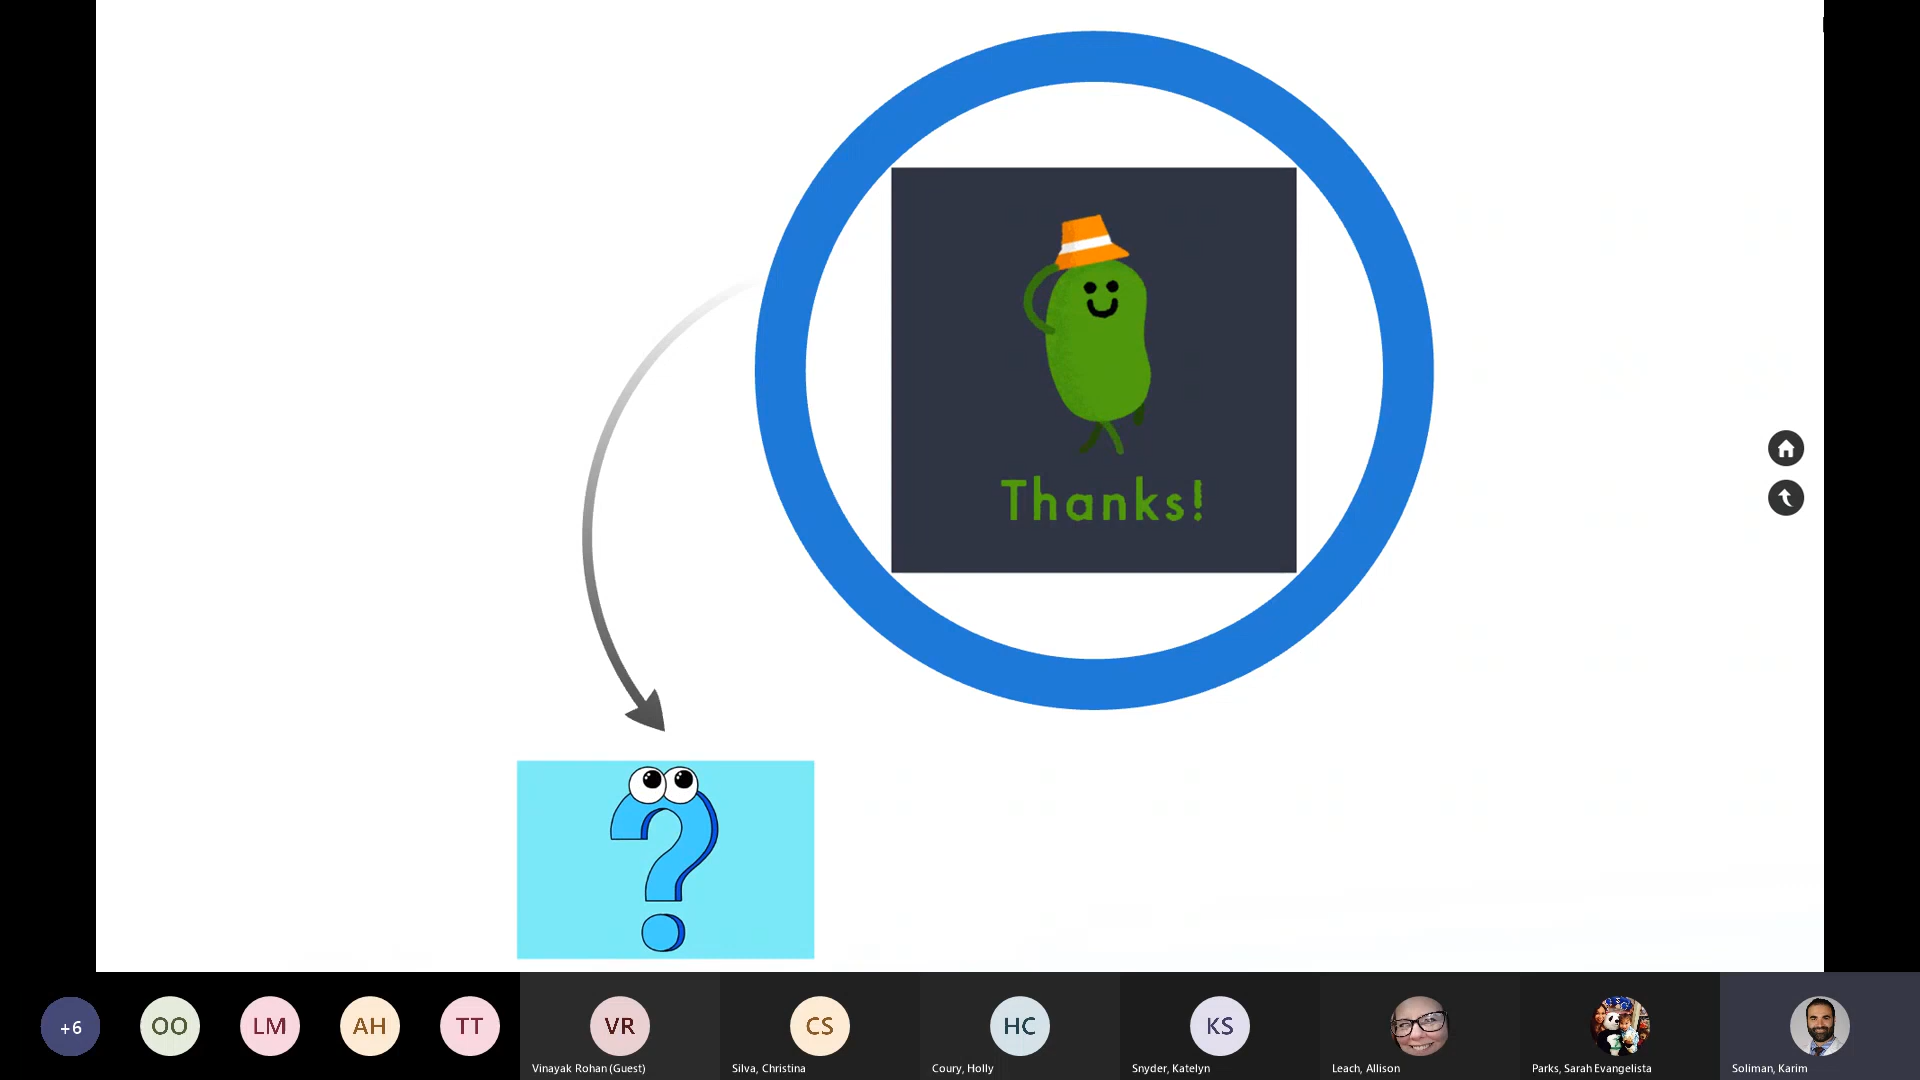 Thanks!
?
+6
OO
LM
AH
TT
VR
CS
HC
KS
Vinayak Rohan (Guest)
Silva, Christina
Coury, Holly
Snyder, Katelyn
Leach, Allison
Parks, Sarah Evangelista
Soliman, Karim